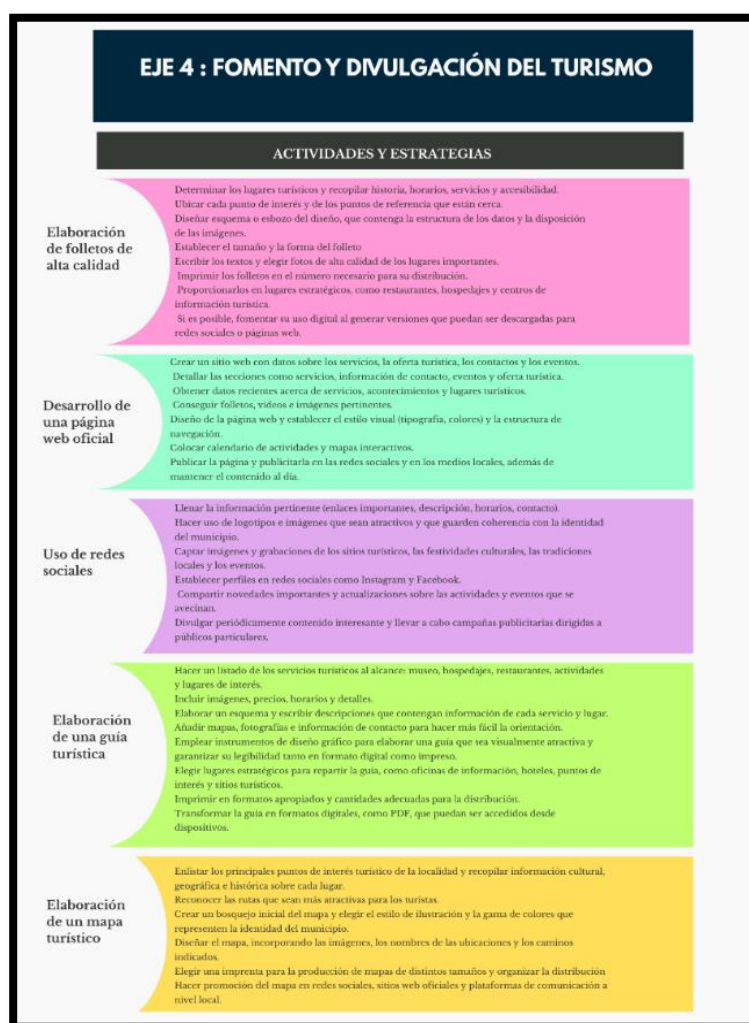 EJE 4 : FOMENTO Y DIVULGACIÓN DEL TURISMO
ACTIVIDADES Y ESTRATEGIAS
Elaboración
de folletos de
alta calidad
Determinar los lugares turísticos y recopilar historia, horarios, servicios y accesibilidad.
Ubicar cada punto de interés y de los puntos de referencia que están cerca.
Diseñar esquema o esbozo del diseño, que contenga la estructura de los datos y la disposición
de las imágenes.
Establecer el tamaño y la forma del folleto
Escribir los textos y elegir fotos de alta calidad de los lugares importantes.
Imprimir los folletos en el número necesario para su distribución.
Proporcionarlos en lugares estratégicos, como restaurantes, hospedajes y centros de
información turística.
Si es posible, fomentar su uso digital al generar versiones que puedan ser descargadas para
redes sociales o páginas web.
Desarrollo de
una página
web oficial
Crear un sitio web con datos sobre los servicios, la oferta turística, los contactos y los eventos.
Detallar las secciones como servicios, información de contacto, eventos y oferta turística.
Obtener datos recientes acerca de servicios, acontecimientos y lugares turísticos.
Conseguir folletos, videos e imágenes pertinentes.
Diseño de la página web y establecer el estilo visual (tipografía, colores) y la estructura de
navegación.
Colocar calendario de actividades y mapas interactivos.
Publicar la página y publicitarla en las redes sociales y en los medios locales, además de
mantener el contenido al día.
Uso de redes
sociales
Llenar la información pertinente (enlaces importantes, descripción, horarios, contacto).
Hacer uso de logotipos e imágenes que sean atractivos y que guarden coherencia con la identidad
del municipio.
Captar imágenes y grabaciones de los sitios turísticos, las festividades culturales, las tradiciones
locales y los eventos.
Establecer perfiles en redes sociales como Instagram y Facebook.
Compartir novedades importantes y actualizaciones sobre las actividades y eventos que se
avecinan.
Divulgar periódicamente contenido interesante y llevar a cabo campañas publicitarias dirigidas a
públicos particulares.
Elaboración
de una guía
turística
Hacer un listado de los servicios turísticos al alcance: museo, hospedajes, restaurantes, actividades
y lugares de interés.
Incluir imágenes, precios, horarios y detalles.
Elaborar un esquema y escribir descripciones que contengan información de cada servicio y lugar.
Añadir mapas, fotografías e información de contacto para hacer más fácil la orientación.
Emplear instrumentos de diseño gráfico para elaborar una guía que sea visualmente atractiva y
garantizar su legibilidad tanto en formato digital como impreso.
Elegir lugares estratégicos para repartir la guía, como oficinas de información, hoteles, puntos de
interés y sitios turísticos.
Imprimir en formatos apropiados y cantidades adecuadas para la distribución.
Transformar la guía en formatos digitales, como PDF, que puedan ser accedidos desde
dispositivos.
Elaboración
de un mapa
turístico
Enlistar los principales puntos de interés turístico de la localidad y recopilar información cultural,
geográfica e histórica sobre cada lugar.
Reconocer las rutas que sean más atractivas para los turistas.
Crear un bosquejo inicial del mapa y elegir el estilo de ilustración y la gama de colores que
representen la identidad del municipio.
Diseñar el mapa, incorporando las imágenes, los nombres de las ubicaciones y los caminos
indicados.
Elegir una imprenta para la producción de mapas de distintos tamaños y organizar la distribución
Hacer promoción del mapa en redes sociales, sitios web oficiales y plataformas de comunicación a
nivel local.